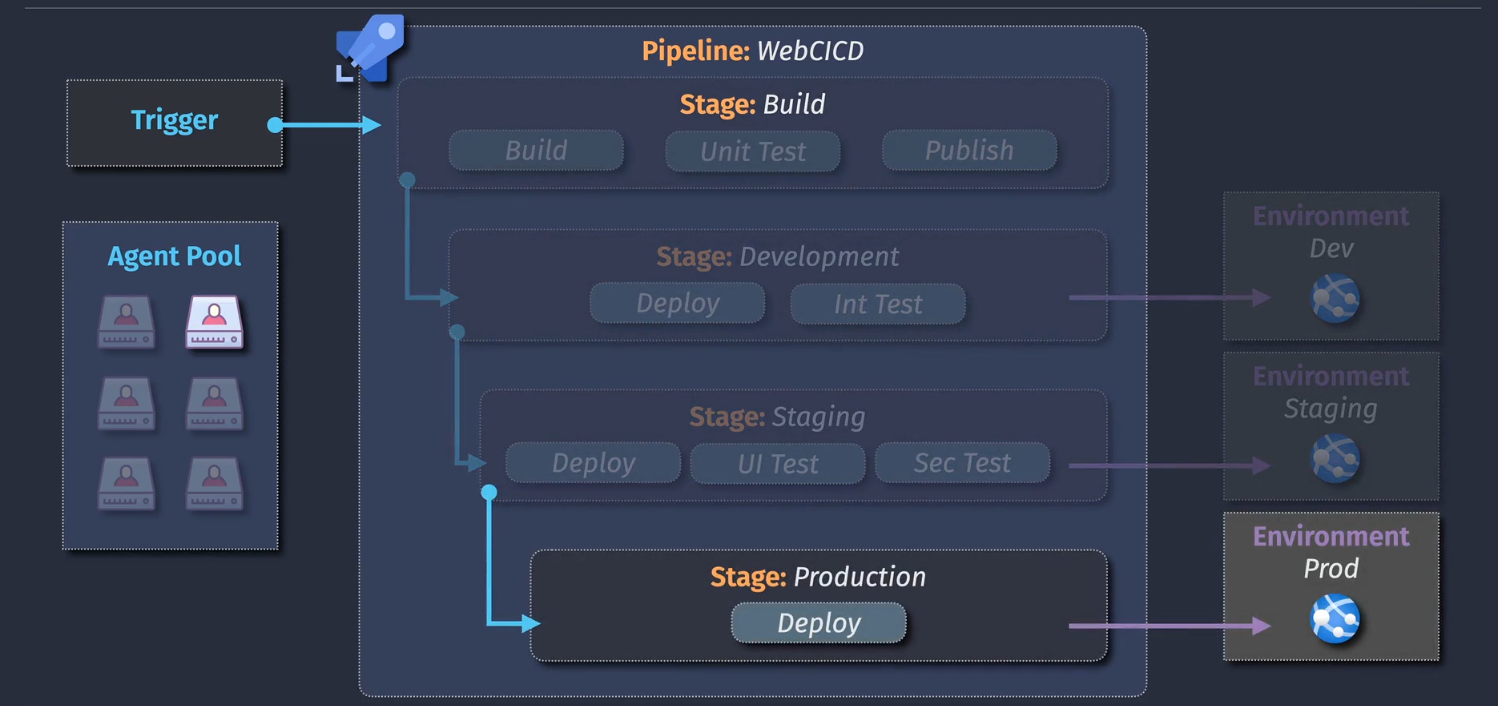 Pipeline: WebCICD
Trigger
Stage: Build
Build
Unit Test
Publish
Agent Pool
Stage: Development
Deploy
Int Test
Environment
Dev
Stage: Staging
Deploy
UI Test
Sec Test
Environment
Staging
Stage: Production
Deploy
Environment
Prod